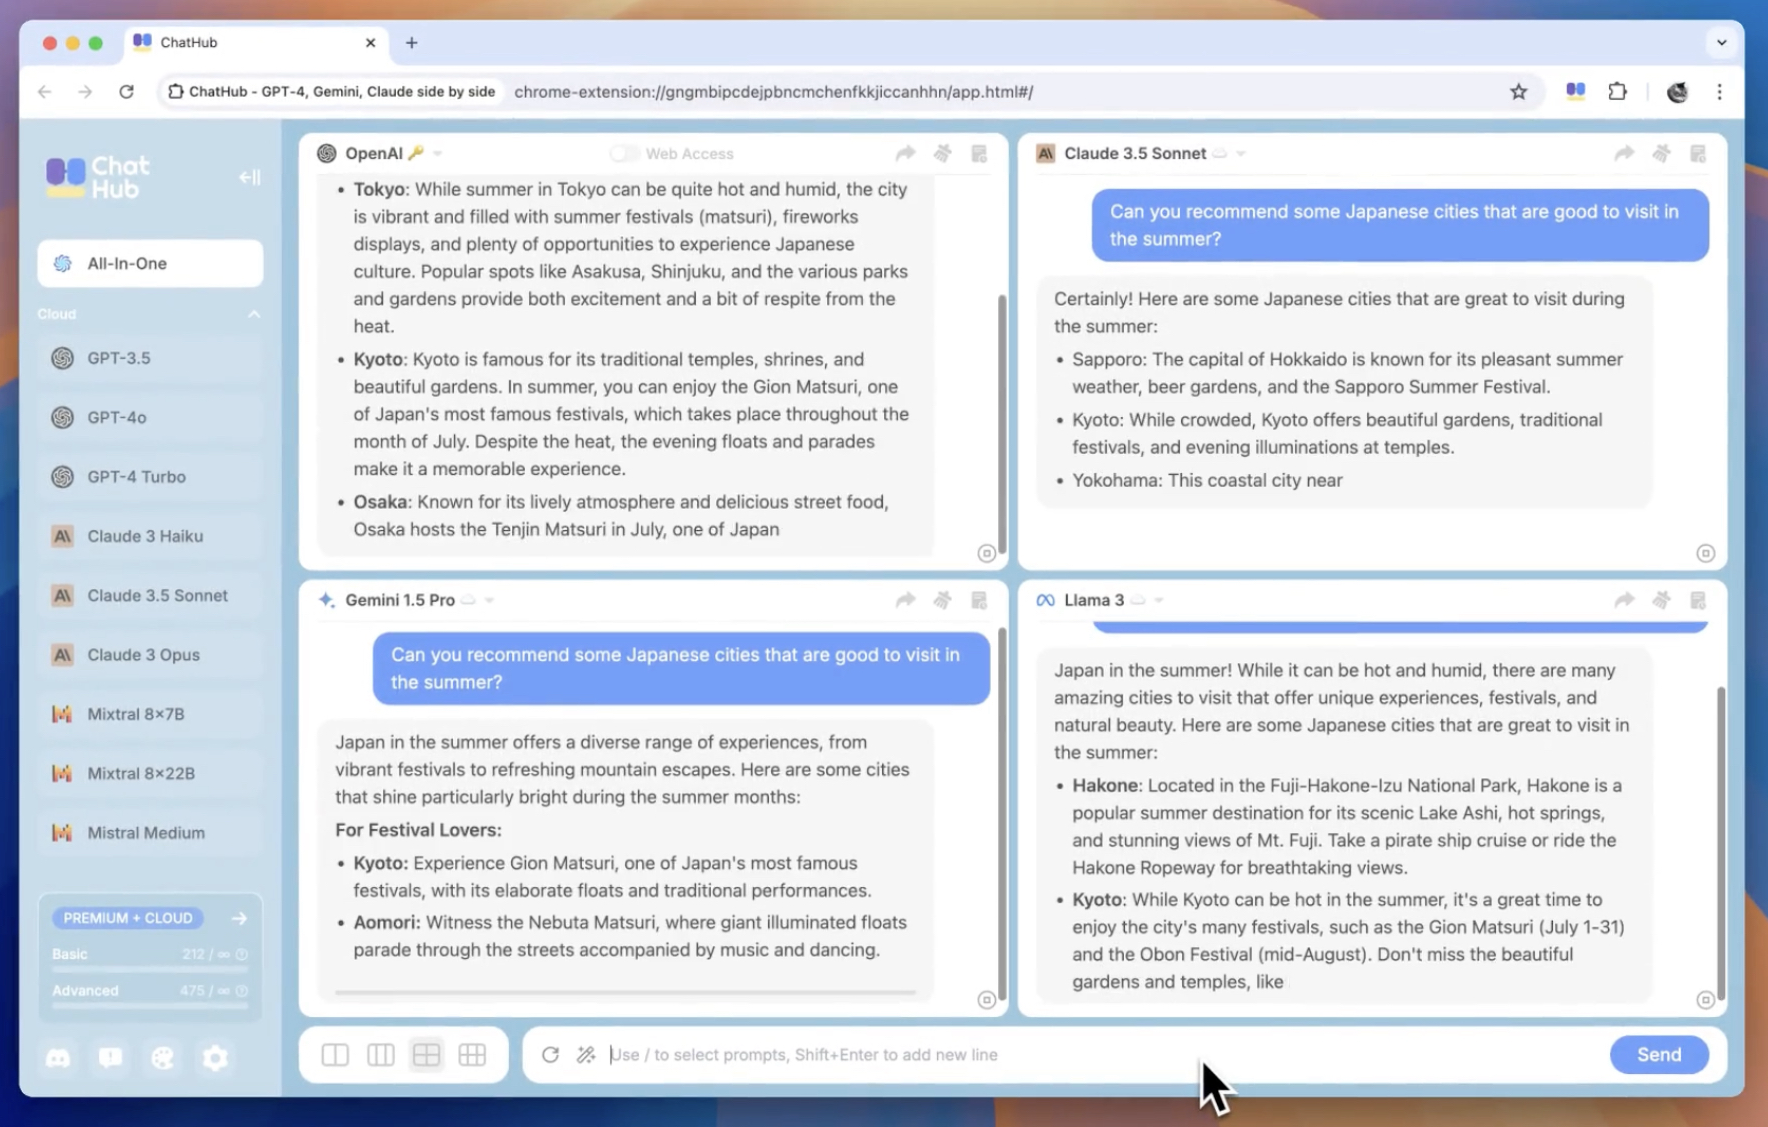 ChatHub
ChatHub - GPT-4, Gemini, Claude side by side
chrome-extension://gngmbipcdejpbncmchenfkkjiccanhhn/app.html#/
Chat
Hub
All-In-One
Cloud
GPT-3.5
GPT-4o
GPT-4 Turbo
Claude 3 Haiku
Claude 3.5 Sonnet
Claude 3 Opus
Mixtral 8x7B
Mixtral 8x22B
Mistral Medium
PREMIUM + CLOUD
Basic 212 / ∞
Advanced 475 / ∞
OpenAI
Web Access
• Tokyo: While summer in Tokyo can be quite hot and humid, the city
is vibrant and filled with summer festivals (matsuri), fireworks
displays, and plenty of opportunities to experience Japanese
culture. Popular spots like Asakusa, Shinjuku, and the various parks
and gardens provide both excitement and a bit of respite from the
heat.
• Kyoto: Kyoto is famous for its traditional temples, shrines, and
beautiful gardens. In summer, you can enjoy the Gion Matsuri, one
of Japan's most famous festivals, which takes place throughout the
month of July. Despite the heat, the evening floats and parades
make it a memorable experience.
• Osaka: Known for its lively atmosphere and delicious street food,
Osaka hosts the Tenjin Matsuri in July, one of Japan
Claude 3.5 Sonnet
Can you recommend some Japanese cities that are good to visit in
the summer?
Certainly! Here are some Japanese cities that are great to visit during
the summer:
• Sapporo: The capital of Hokkaido is known for its pleasant summer
weather, beer gardens, and the Sapporo Summer Festival.
• Kyoto: While crowded, Kyoto offers beautiful gardens, traditional
festivals, and evening illuminations at temples.
• Yokohama: This coastal city near
Gemini 1.5 Pro
Can you recommend some Japanese cities that are good to visit in
the summer?
Japan in the summer offers a diverse range of experiences, from
vibrant festivals to refreshing mountain escapes. Here are some cities
that shine particularly bright during the summer months:
For Festival Lovers:
• Kyoto: Experience Gion Matsuri, one of Japan's most famous
festivals, with its elaborate floats and traditional performances.
• Aomori: Witness the Nebuta Matsuri, where giant illuminated floats
parade through the streets accompanied by music and dancing.
Llama 3
Japan in the summer! While it can be hot and humid, there are many
amazing cities to visit that offer unique experiences, festivals, and
natural beauty. Here are some Japanese cities that are great to visit in
the summer:
• Hakone: Located in the Fuji-Hakone-Izu National Park, Hakone is a
popular summer destination for its scenic Lake Ashi, hot springs,
and stunning views of Mt. Fuji. Take a pirate ship cruise or ride the
Hakone Ropeway for breathtaking views.
• Kyoto: While Kyoto can be hot in the summer, it's a great time to
enjoy the city's many festivals, such as the Gion Matsuri (July 1-31)
and the Obon Festival (mid-August). Don't miss the beautiful
gardens and temples, like
Use / to select prompts, Shift+Enter to add new line
Send